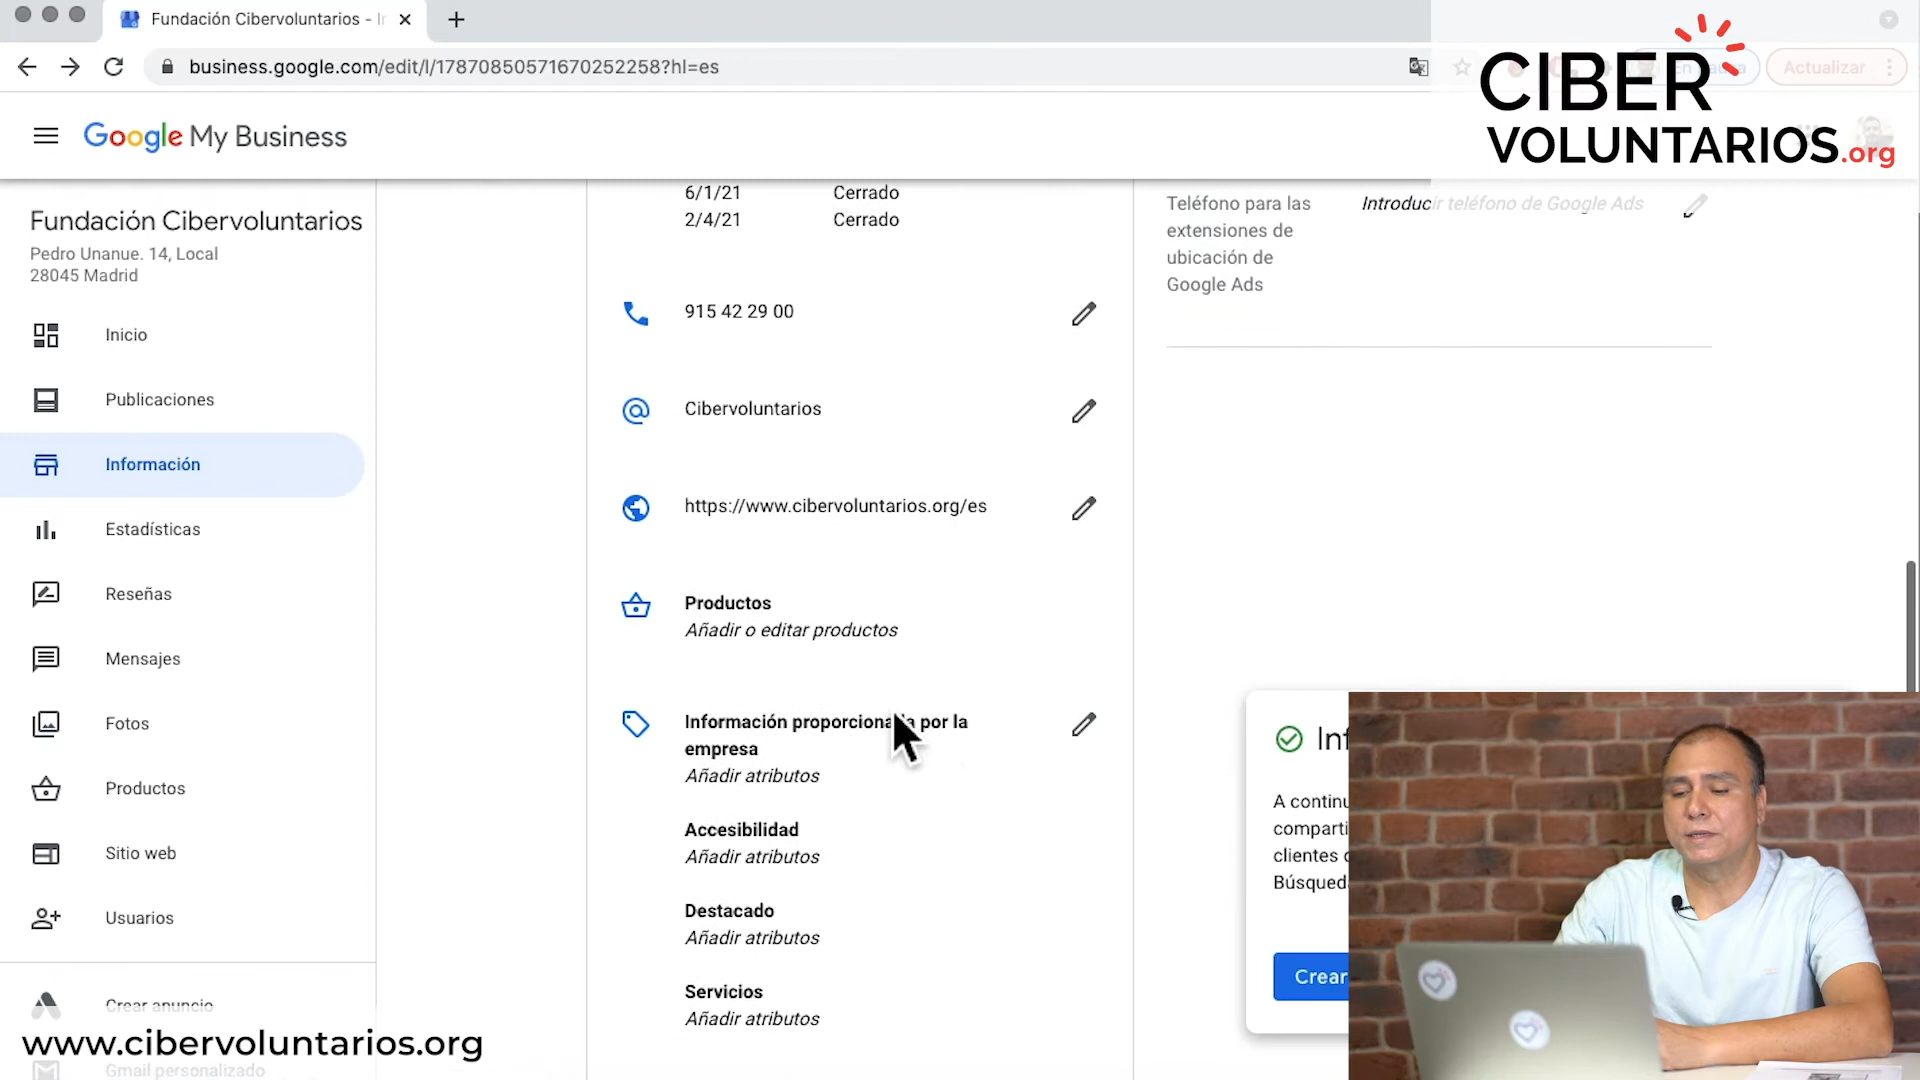 Fundación Cibervoluntarios - In
business.google.com/edit/l/17870850571670252258?hl=es
Actualizar
CIBER
VOLUNTARIOS.org
Google My Business
Fundación Cibervoluntarios
Pedro Unanue. 14, Local
28045 Madrid
Inicio
Publicaciones
Información
Estadísticas
Reseñas
Mensajes
Fotos
Productos
Sitio web
Usuarios
Crear anuncio
Gmail personalizado
www.cibervoluntarios.org
6/1/21 Cerrado
2/4/21 Cerrado
915 42 29 00
Cibervoluntarios
https://www.cibervoluntarios.org/es
Productos
Añadir o editar productos
Información proporcionada por la
empresa
Añadir atributos
Accesibilidad
Añadir atributos
Destacado
Añadir atributos
Servicios
Añadir atributos
Teléfono para las
extensiones de
ubicación de
Google Ads
Introducir teléfono de Google Ads
Inf
A continu
comparti
clientes
Búsqued
Crear